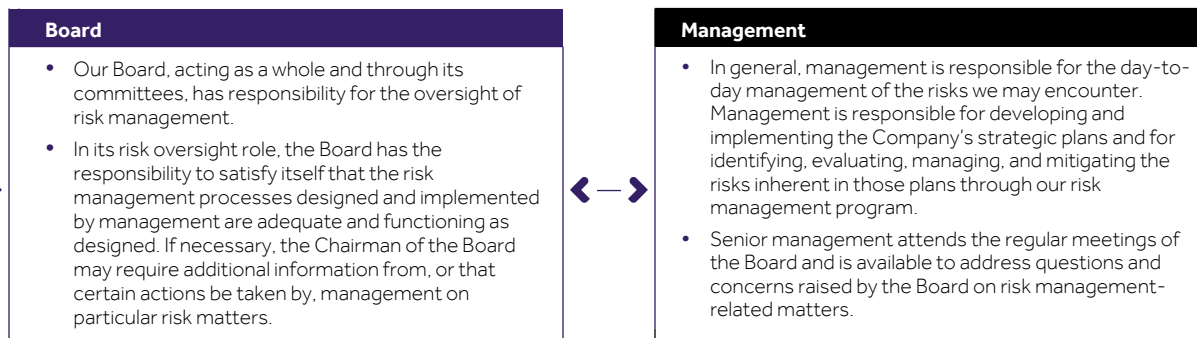 Board
• Our Board, acting as a whole and through its
committees, has responsibility for the oversight of
risk management.
• In its risk oversight role, the Board has the
responsibility to satisfy itself that the risk
management processes designed and implemented
by management are adequate and functioning as
designed. If necessary, the Chairman of the Board
may require additional information from, or that
certain actions be taken by, management on
particular risk matters.
Management
• In general, management is responsible for the day-to-
day management of the risks we may encounter.
Management is responsible for developing and
implementing the Company's strategic plans and for
identifying, evaluating, managing, and mitigating the
risks inherent in those plans through our risk
management program.
• Senior management attends the regular meetings of
the Board and is available to address questions and
concerns raised by the Board on risk management-
related matters.